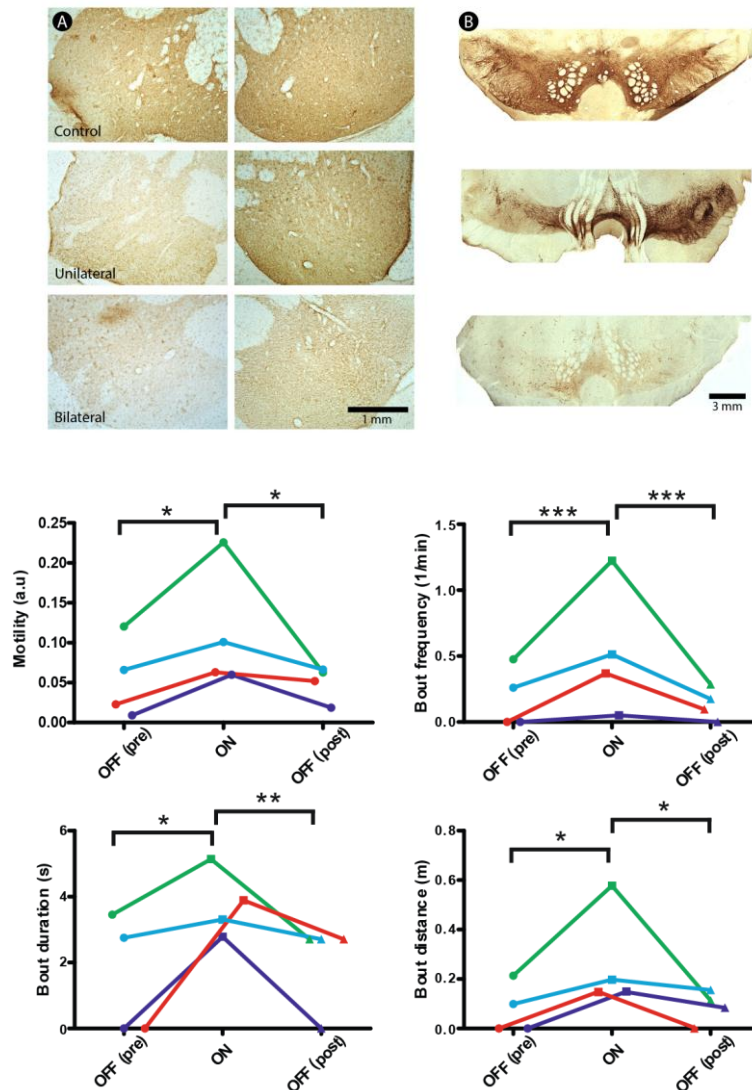 A
B
Control
Unilateral
Bilateral
1 mm
3 mm
Motility (a.u)
0.25
0.20
0.15
0.10
0.05
0.00
* *
OFF (pre)
ON
OFF (post)
Bout frequency (1/min)
1.5
1.0
0.5
0.0
*** ***
OFF (pre)
ON
OFF (post)
Bout duration (s)
6
4
2
0
* **
OFF (pre)
ON
OFF (post)
Bout distance (m)
0.8
0.6
0.4
0.2
0.0
* *
OFF (pre)
ON
OFF (post)